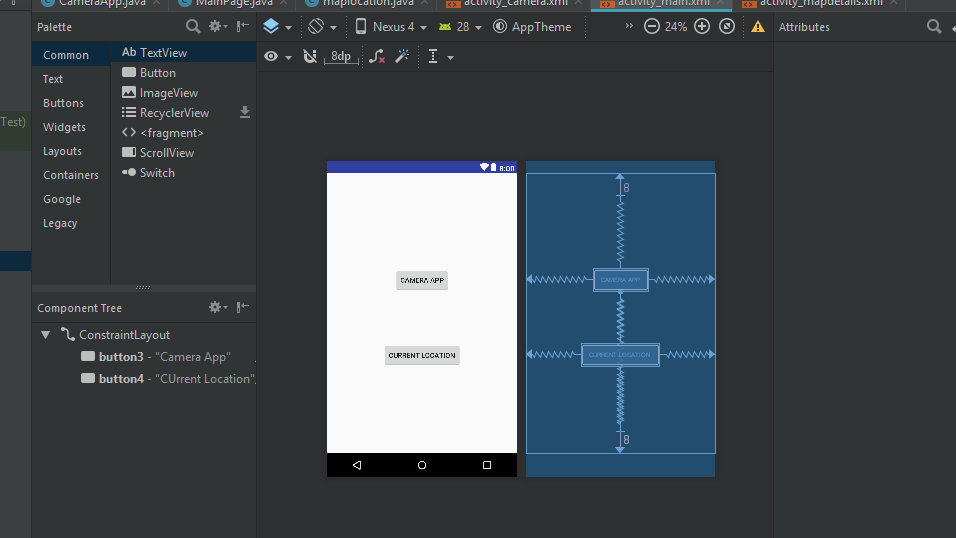 CameraApp.java
MainPage.java
maplocation.java
activity_camera.xml
activity_main.xml
activity_mapdetails.xml
Palette
Nexus 4
28
AppTheme
»
24%
Attributes
Common
Text
Buttons
Widgets
Layouts
Containers
Google
Legacy
Ab TextView
Button
ImageView
RecyclerView
<fragment>
ScrollView
Switch
8dp
Test)
8:00
CAMERA APP
CURRENT LOCATION
8
CAMERA APP
CURRENT LOCATION
8
Component Tree
ConstraintLayout
button3 - "Camera App"
button4 - "CUrrent Location"